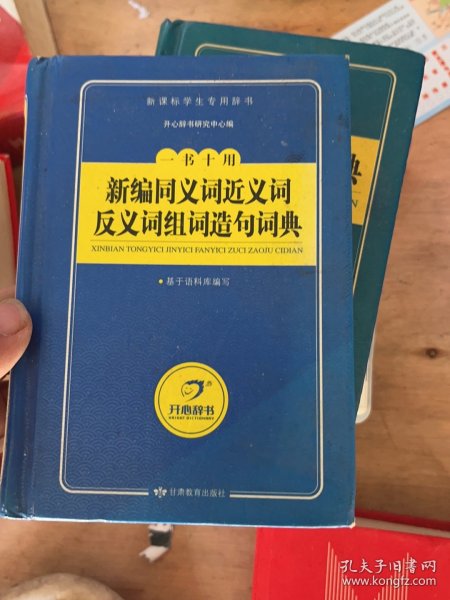 新课标学生专用辞书
开心辞书研究中心编
一书十用
新编同义词近义词
反义词组词造句词典
XINBIAN TONGYICI JINYICI FANYICI ZUCI ZAOJU CIDIAN
•基于语料库编写
开心辞书
甘肃教育出版社
典
孔夫子旧书网
www.kongfz.com